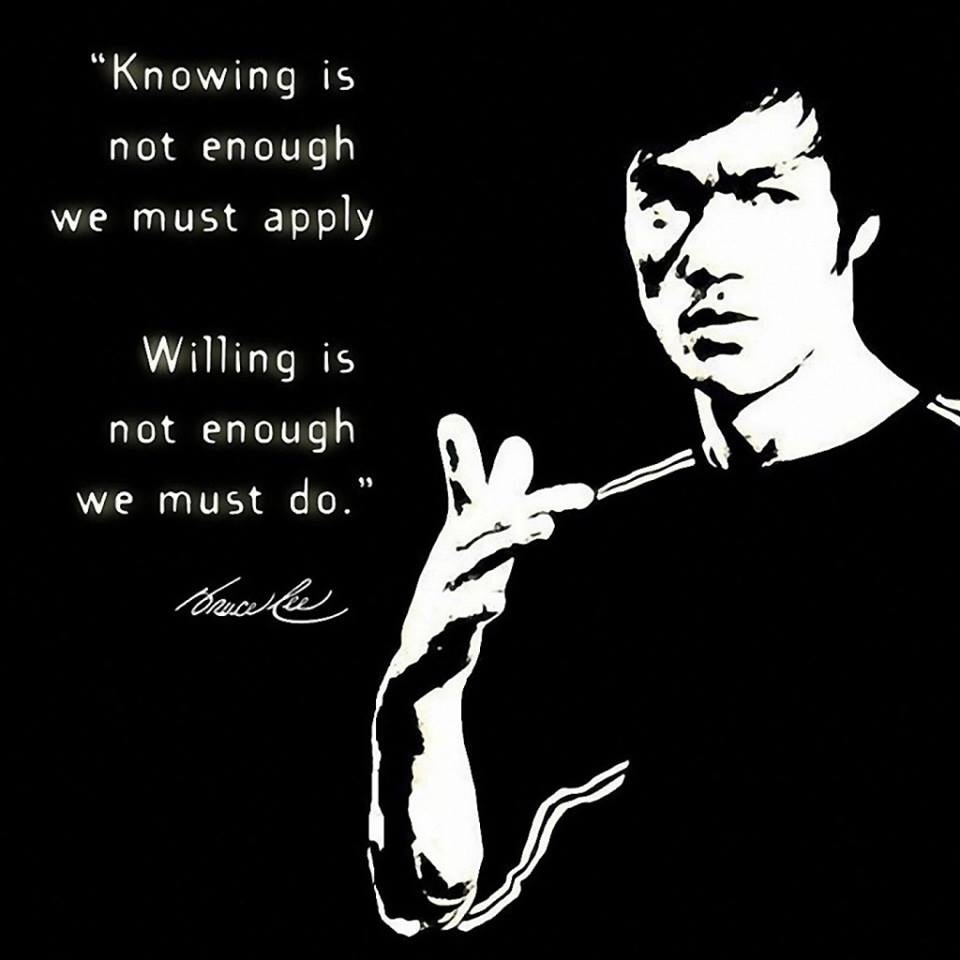 “Knowing is
not enough
we must apply
Willing is
not enough
we must do.”
Bruce Lee